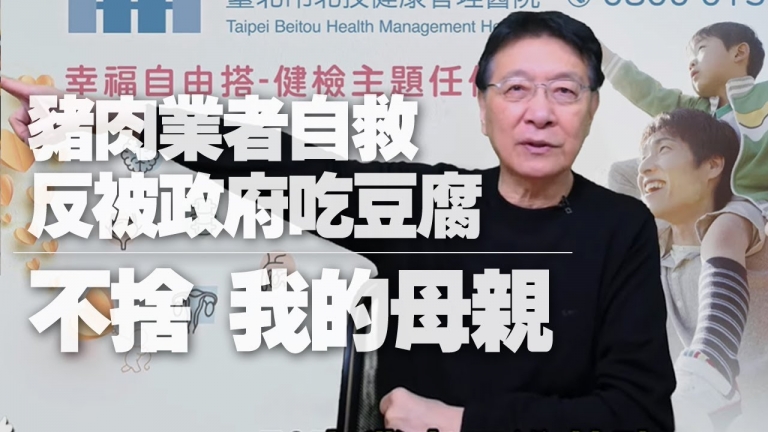 臺北市北投健康管理醫院
Taipei Beitou Health Management Ho
幸福自由搭-健檢主題任
豬肉業者自救
反被政府吃豆腐
不捨 我的母親